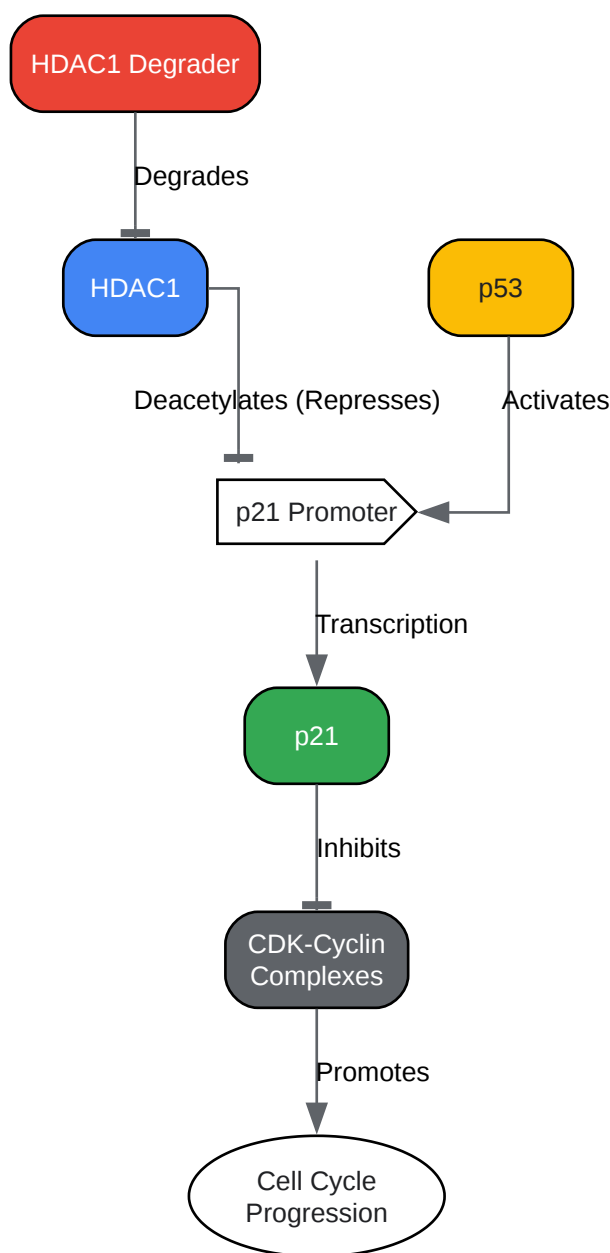 HDAC1 Degrader
Degrades
HDAC1
p53
Deacetylates (Represses)
Activates
p21 Promoter
Transcription
p21
Inhibits
CDK-Cyclin
Complexes
Promotes
Cell Cycle
Progression